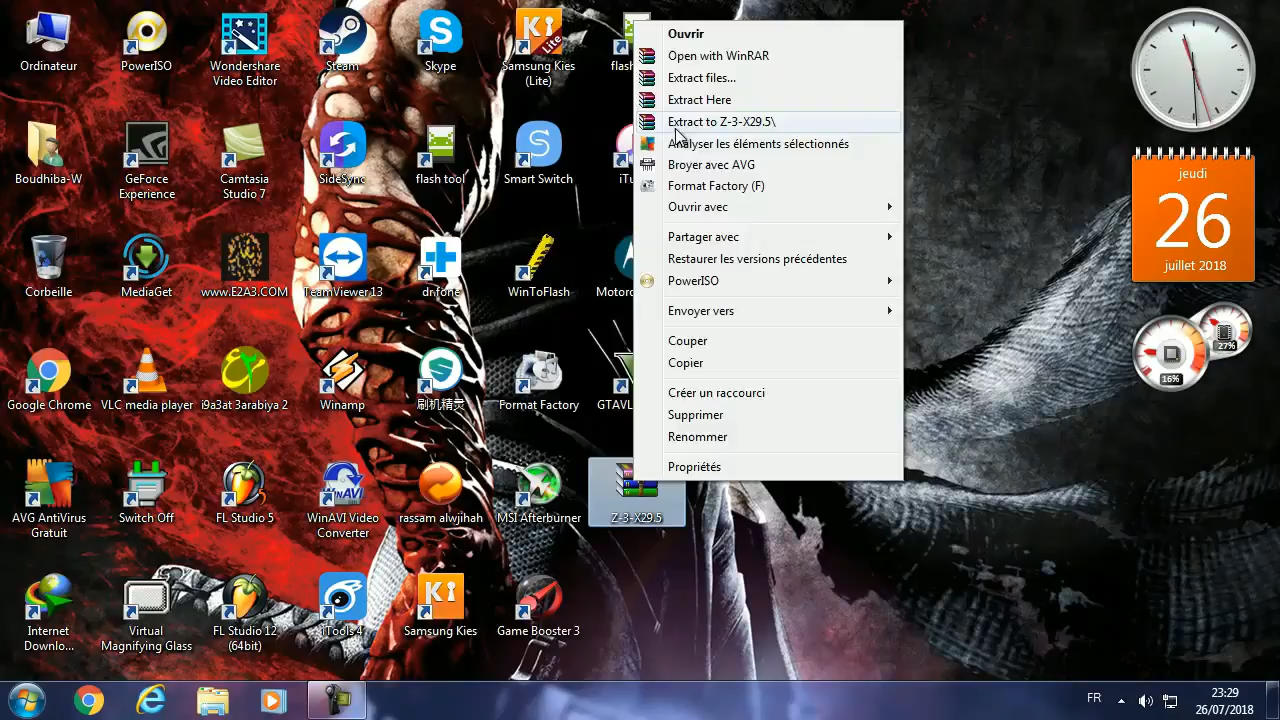 Ordinateur
PowerISO
Wondershare
Video Editor
Steam
Skype
Samsung Kies
(Lite)
Boudhiba-W
GeForce
Experience
Camtasia
Studio 7
SideSync
flash tool
Smart Switch
Corbeille
MediaGet
www.E2A3.COM
TeamViewer 13
dr.fone
WinToFlash
Google Chrome
VLC media player
i9a3at 3arabiya 2
Winamp
刷机精灵
Format Factory
AVG AntiVirus
Gratuit
Switch Off
FL Studio 5
WinAVI Video
Converter
rassam alwjihah
MSI Afterburner
Z-3-X29.5
Internet
Downlo...
Virtual
Magnifying Glass
FL Studio 12
(64bit)
iTools 4
Samsung Kies
Game Booster 3
Ouvrir
Open with WinRAR
Extract files...
Extract Here
Extract to Z-3-X29.5\
Analyser les éléments sélectionnés
Broyer avec AVG
Format Factory (F)
Ouvrir avec
Partager avec
Restaurer les versions précédentes
PowerISO
Envoyer vers
Couper
Copier
Créer un raccourci
Supprimer
Renommer
Propriétés
jeudi
26
juillet 2018
27%
16%
FR
23:29
26/07/2018